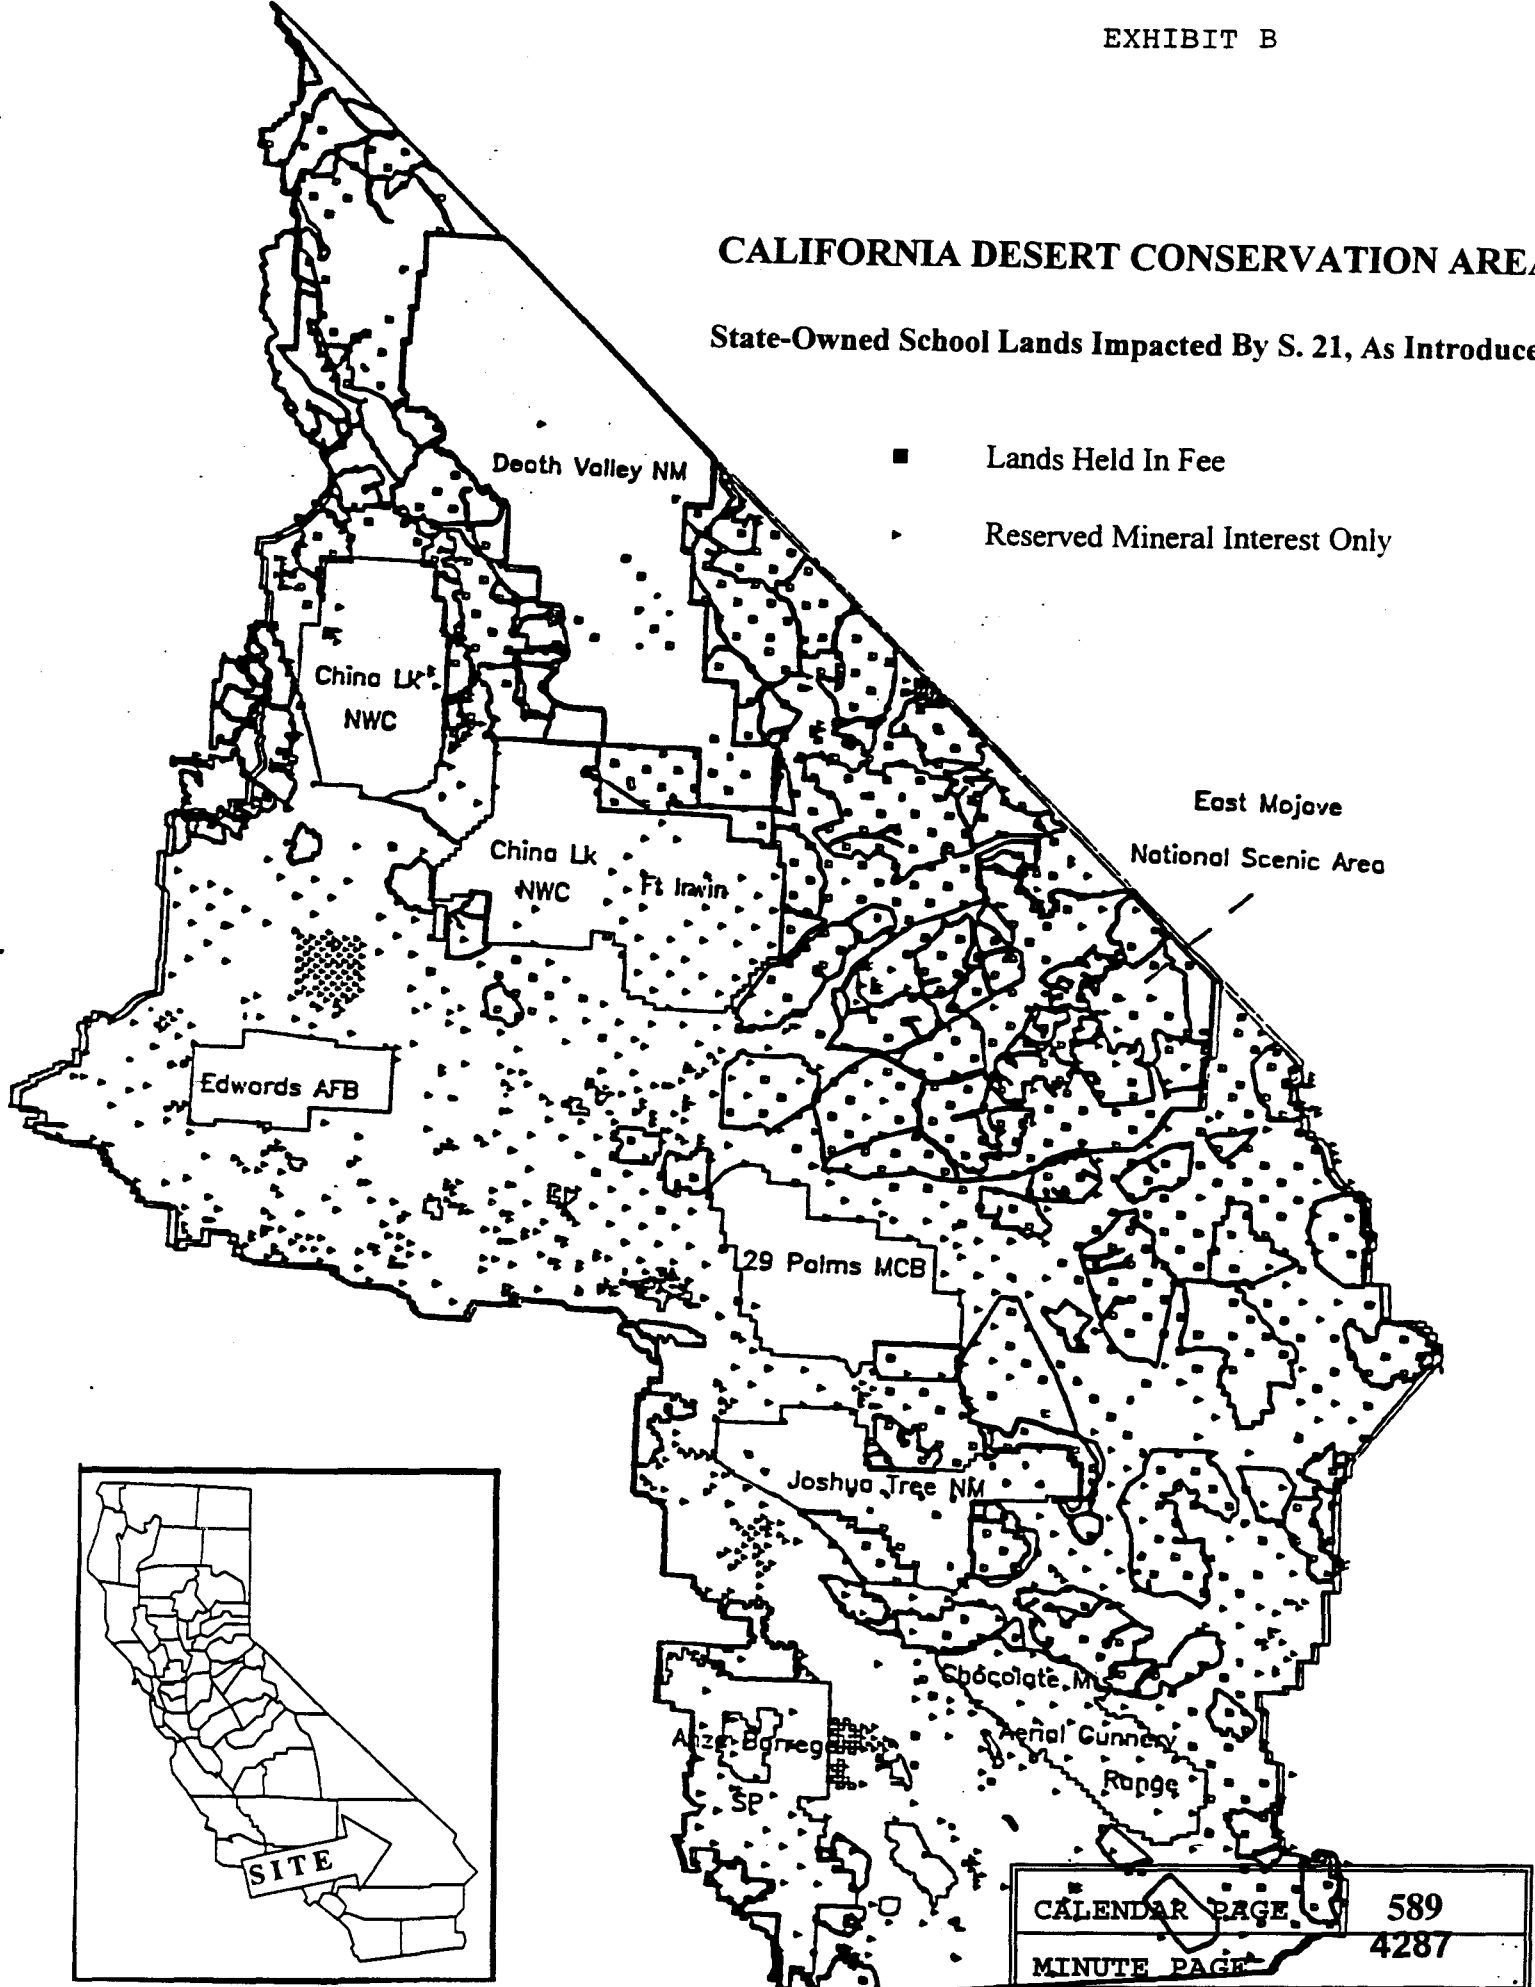 EXHIBIT B
CALIFORNIA DESERT CONSERVATION AREA
State-Owned School Lands Impacted By S. 21, As Introduce
Lands Held In Fee
Reserved Mineral Interest Only
Death Valley NM
China Lk
NWC
East Mojave
National Scenic Area
China Lk
NWC
Ft Irwin
Edwards AFB
29 Palms MCB
Joshua Tree NM
Chocolate M
Aerial Gunnery
Range
Anza Borrego
SP
SITE
CALENDAR PAGE 589
MINUTE PAGE 4287